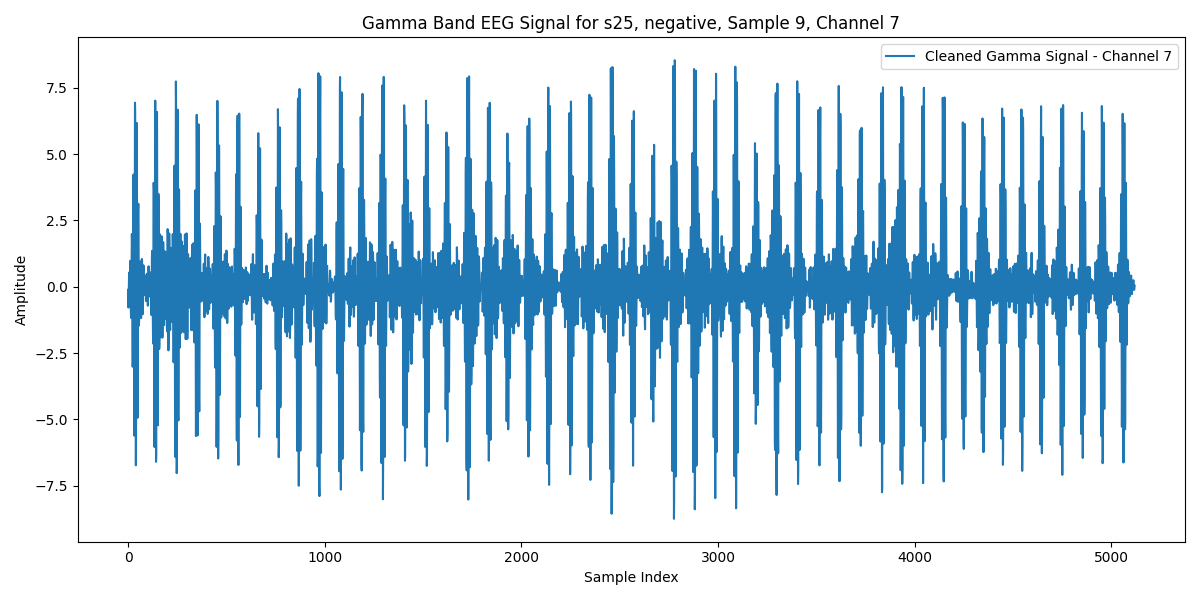 Gamma Band EEG Signal for s25, negative, Sample 9, Channel 7
Cleaned Gamma Signal - Channel 7
7.5
5.0
2.5
0.0
−2.5
−5.0
−7.5
Amplitude
0 1000 2000 3000 4000 5000
Sample Index